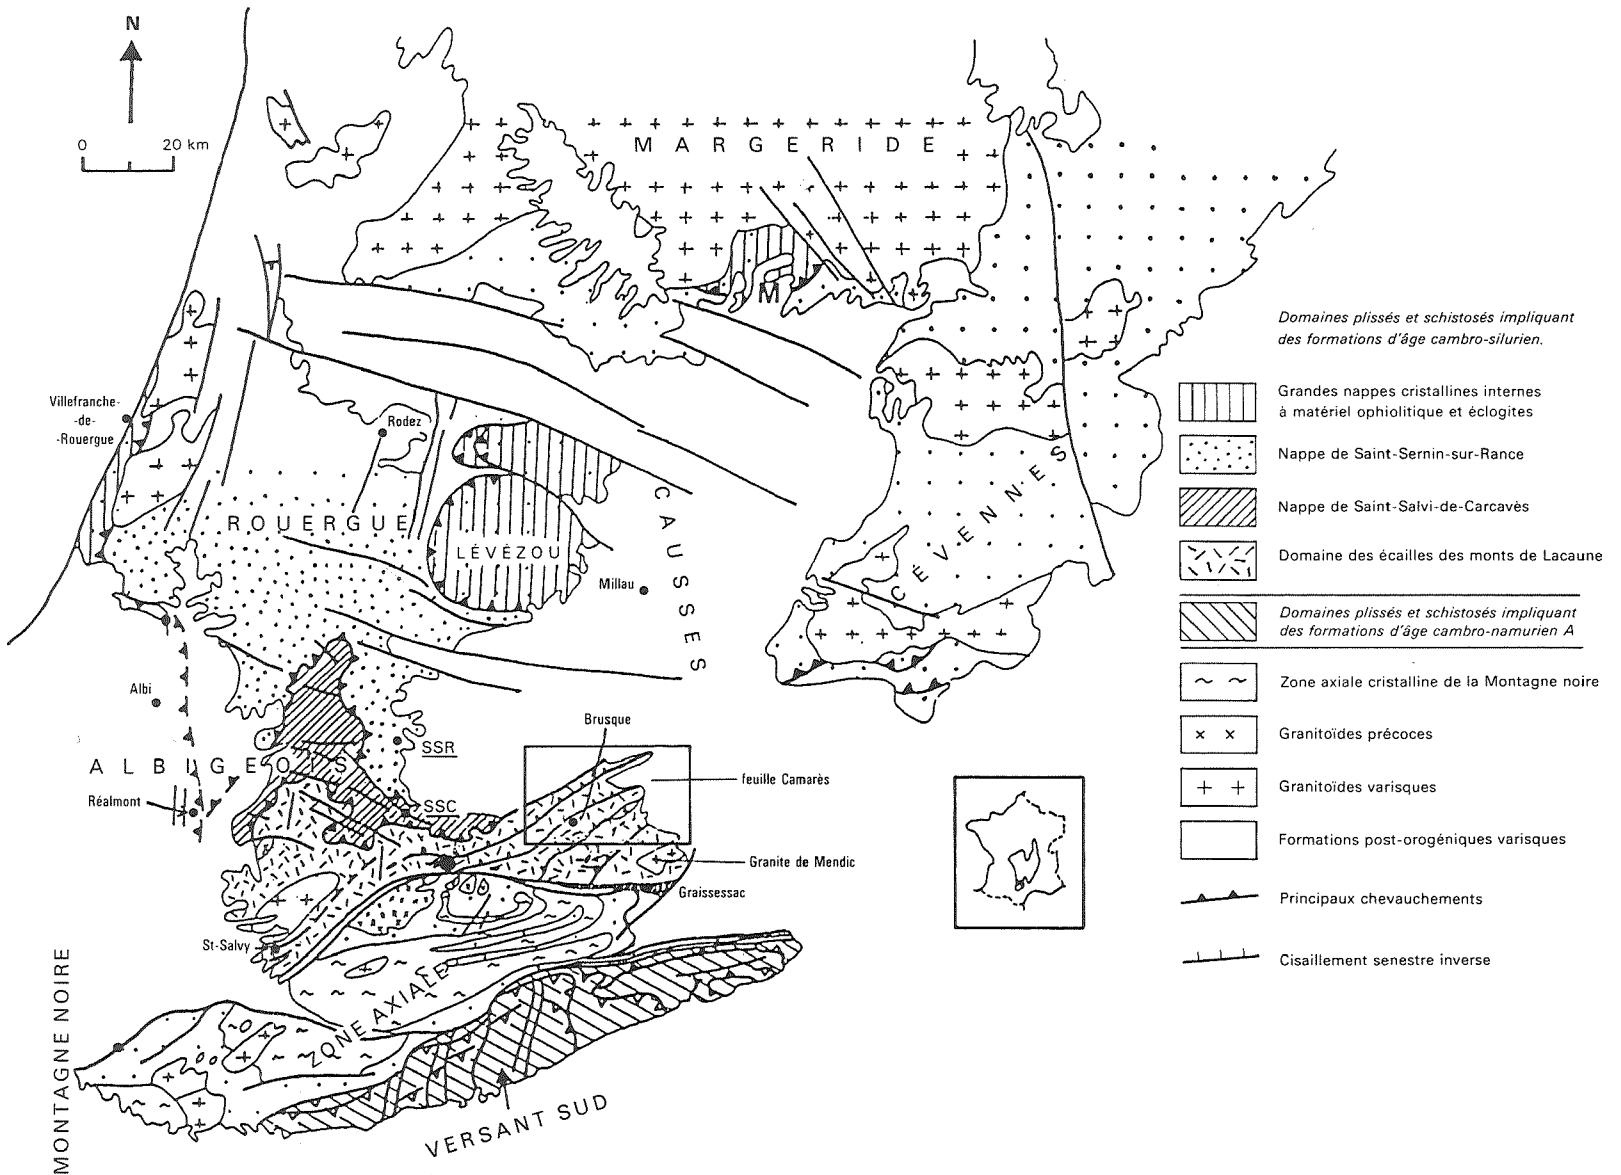 N
0 20 km
MARGERIDE
M
Villefranche-
-de-
-Rouergue
Rodez
ROUERGUE
LÉVÉZOU
Millau
CAUSSES
CÉVENNES
Albi
ALBIGEOIS
Réalmont
SSR
SSC
Brusque
feuille Camarès
Granite de Mendic
Graissessac
St-Salvy
ZONE AXIALE
MONTAGNE NOIRE
VERSANT SUD
Domaines plissés et schistosés impliquant
des formations d'âge cambro-silurien.
Grandes nappes cristallines internes
à matériel ophiolitique et éclogites
Nappe de Saint-Sernin-sur-Rance
Nappe de Saint-Salvi-de-Carcavès
Domaine des écailles des monts de Lacaune
Domaines plissés et schistosés impliquant
des formations d'âge cambro-namurien A
Zone axiale cristalline de la Montagne noire
Granitoïdes précoces
Granitoïdes varisques
Formations post-orogéniques varisques
Principaux chevauchements
Cisaillement senestre inverse